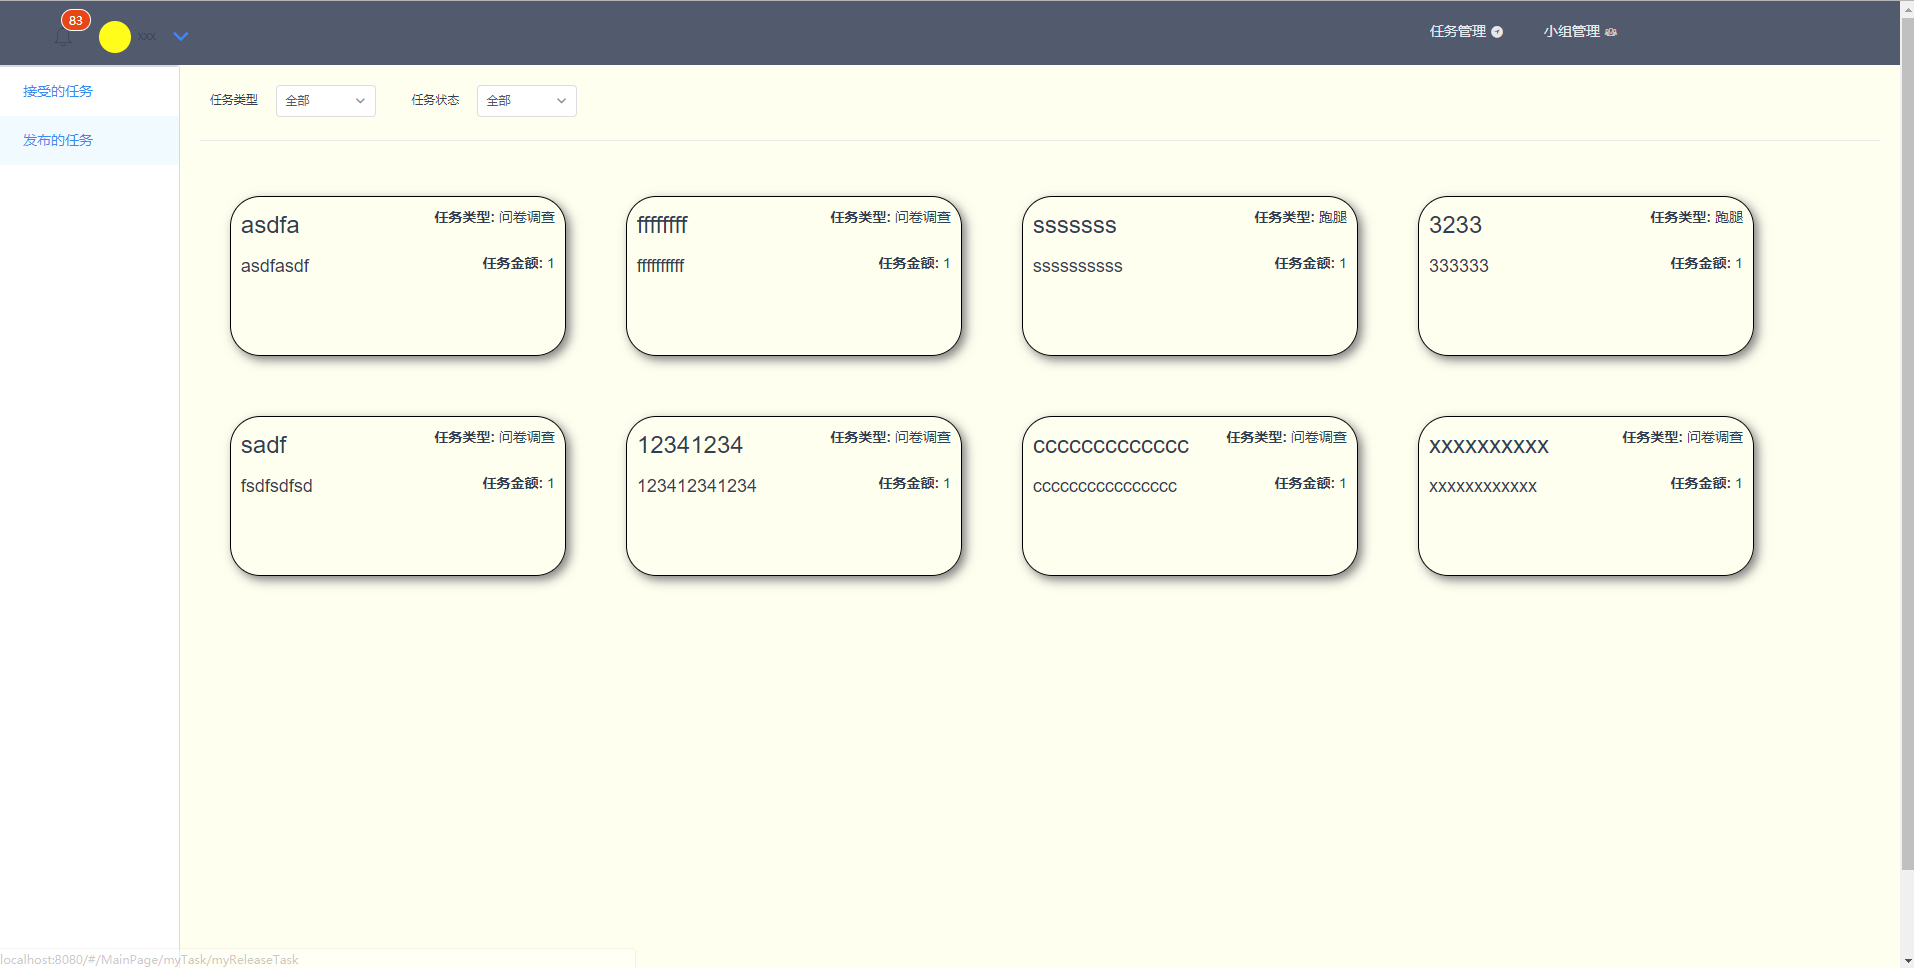 83
xxx
任务管理
小组管理
接受的任务
发布的任务
任务类型 全部 任务状态 全部
asdfa
任务类型: 问卷调查
asdfasdf
任务金额: 1
ffffffff
任务类型: 问卷调查
ffffffffff
任务金额: 1
sssssss
任务类型: 跑腿
ssssssssss
任务金额: 1
3233
任务类型: 跑腿
333333
任务金额: 1
sadf
任务类型: 问卷调查
fsdfsdfsd
任务金额: 1
12341234
任务类型: 问卷调查
123412341234
任务金额: 1
ccccccccccccc
任务类型: 问卷调查
cccccccccccccccc
任务金额: 1
xxxxxxxxxx
任务类型: 问卷调查
xxxxxxxxxxxx
任务金额: 1
localhost:8080/#/MainPage/myTask/myReleaseTask